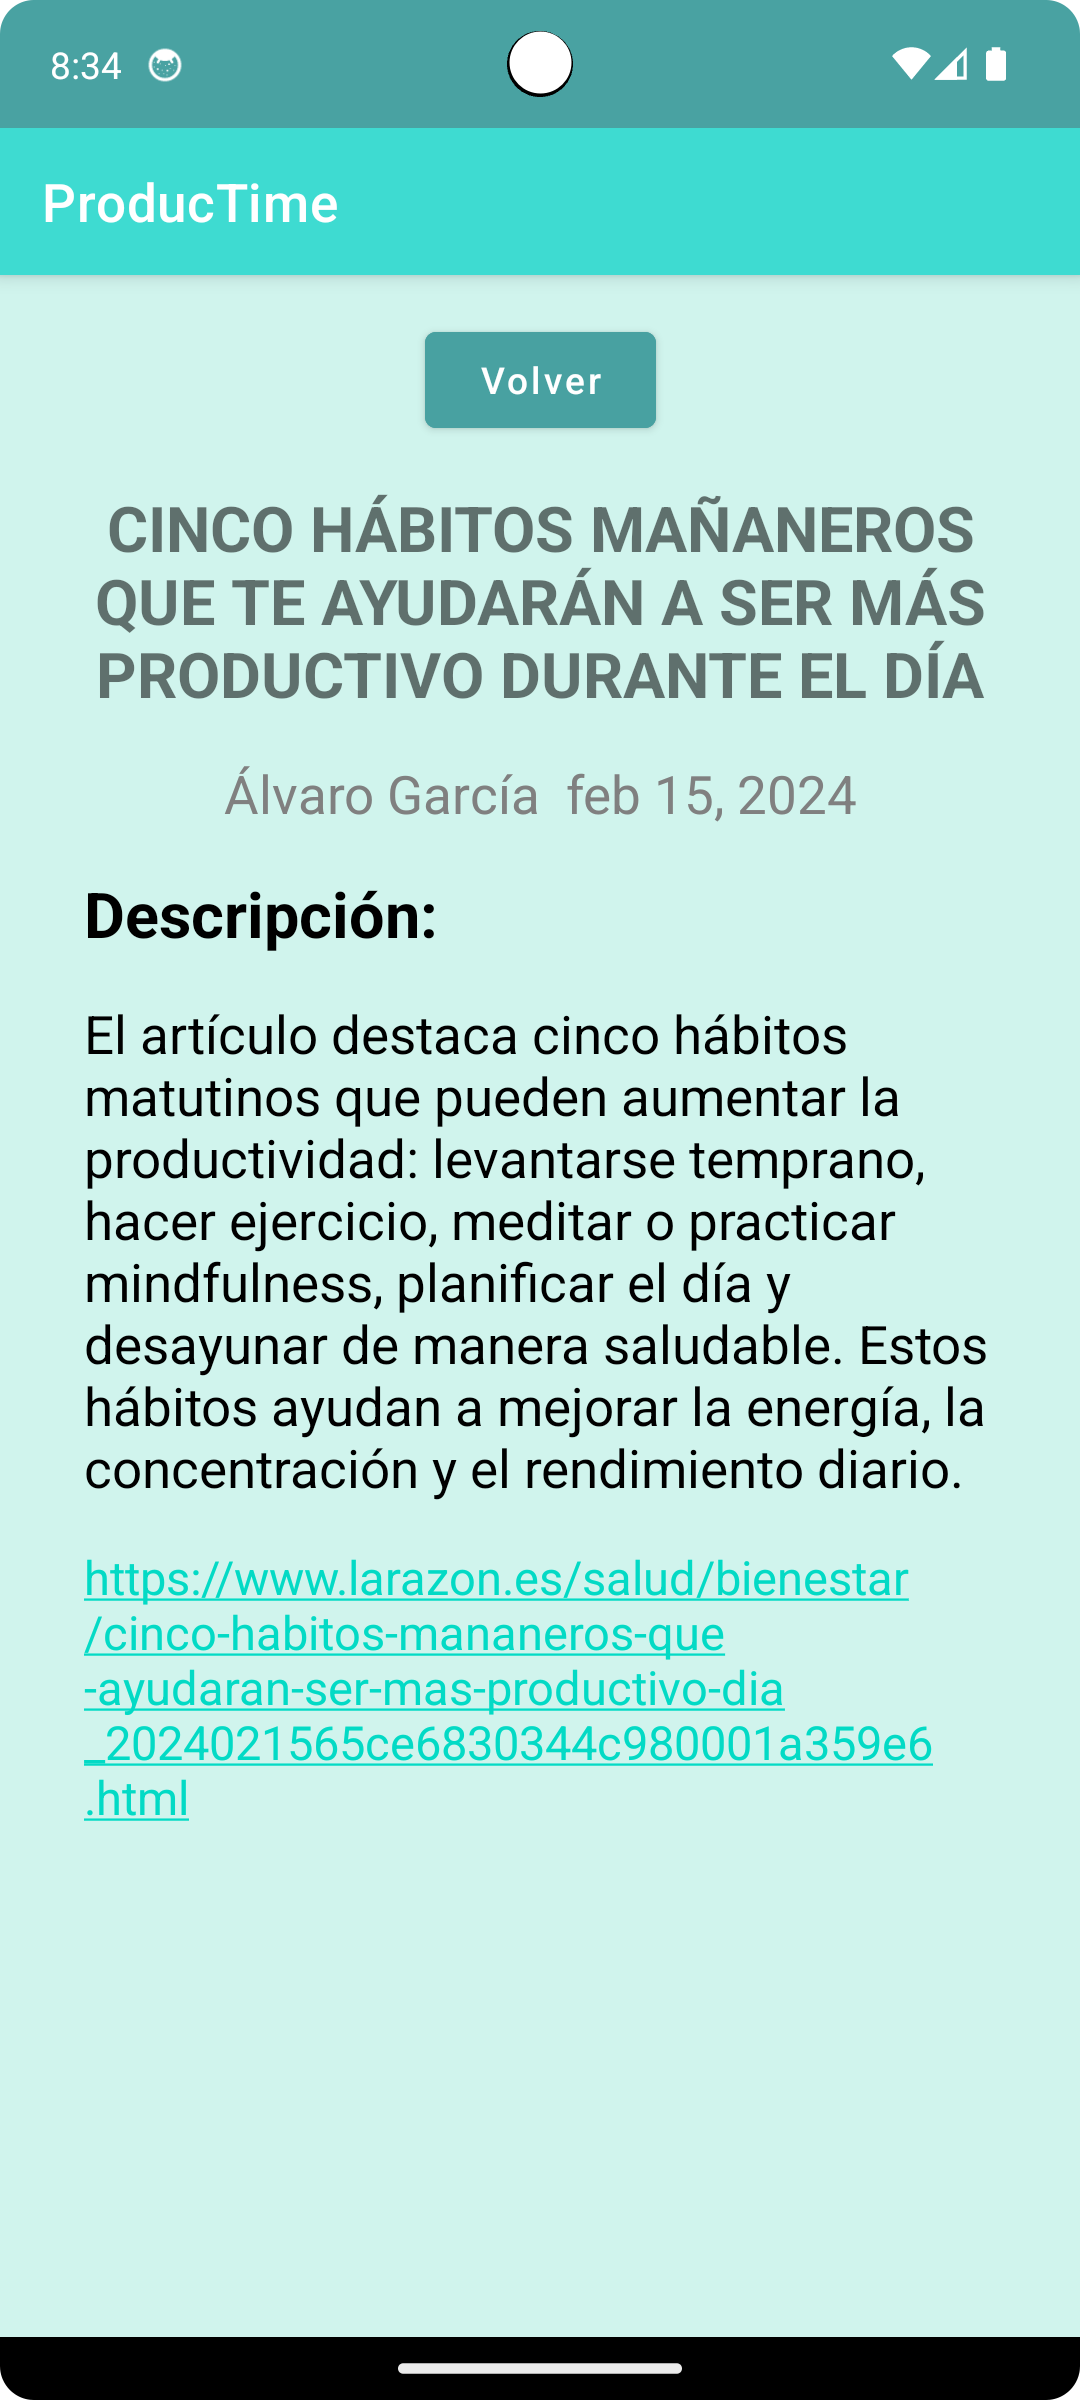 8:34
ProducTime
Volver
CINCO HÁBITOS MAÑANEROS
QUE TE AYUDARÁN A SER MÁS
PRODUCTIVO DURANTE EL DÍA
Álvaro García  feb 15, 2024
Descripción:
El artículo destaca cinco hábitos
matutinos que pueden aumentar la
productividad: levantarse temprano,
hacer ejercicio, meditar o practicar
mindfulness, planificar el día y
desayunar de manera saludable. Estos
hábitos ayudan a mejorar la energía, la
concentración y el rendimiento diario.
https://www.larazon.es/salud/bienestar
/cinco-habitos-mananeros-que
-ayudaran-ser-mas-productivo-dia
_2024021565ce6830344c980001a359e6
.html